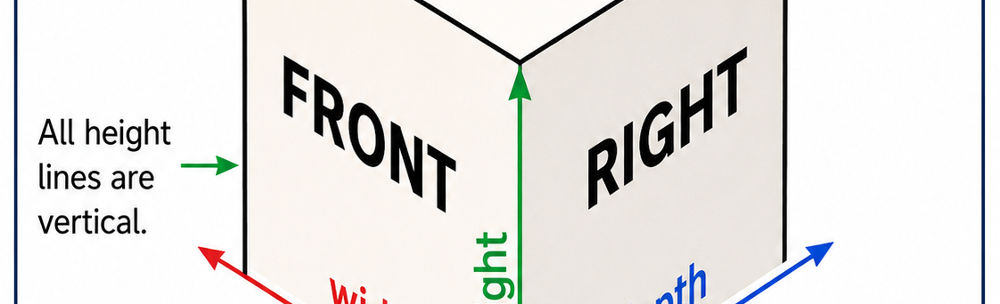 FRONT
RIGHT
All height
lines are
vertical.